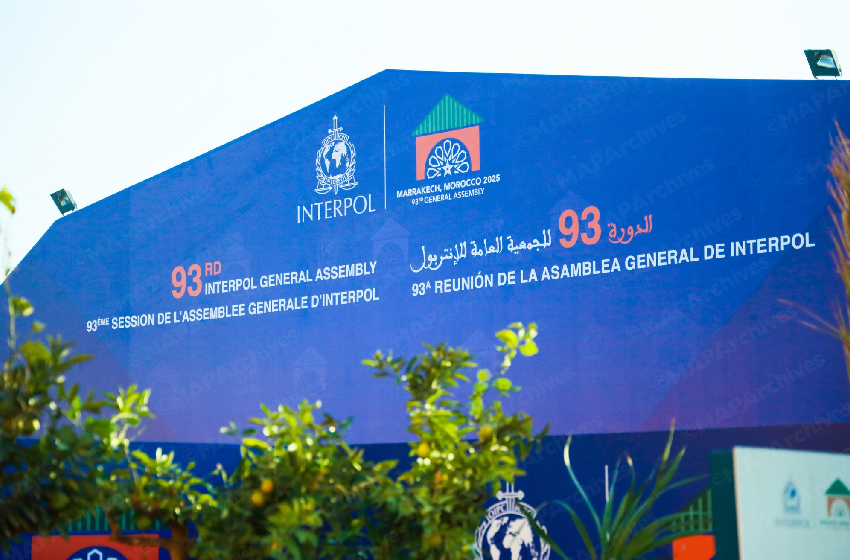 INTERPOL
MARRAKECH, MOROCCO 2025
93RD GENERAL ASSEMBLY
93RD INTERPOL GENERAL ASSEMBLY
93ÈME SESSION DE L'ASSEMBLEE GENERALE D'INTERPOL
الدورة 93 للجمعية العامة للإنتربول
93A REUNIÓN DE LA ASAMBLEA GENERAL DE INTERPOL
©MAPArchives